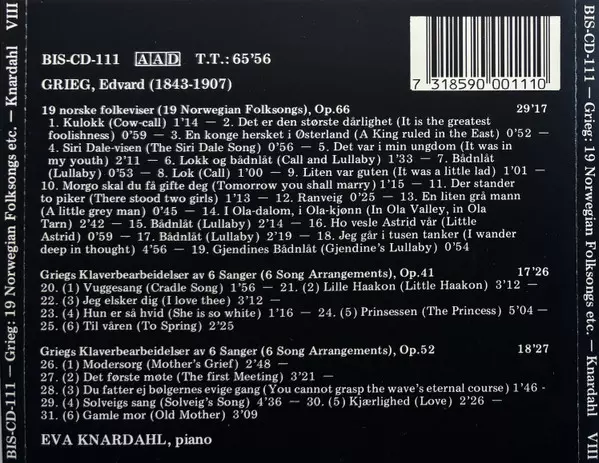 BIS-CD-111 AAD T.T.: 65'56
GRIEG, Edvard (1843-1907)
7 318590 001110
19 norske folkeviser (19 Norwegian Folksongs), Op.66 29'17
1. Kulokk (Cow-call) 1'14 — 2. Det er den störste dårlighet (It is the greatest
foolishness) 0'59 — 3. En konge hersket i Østerland (A King ruled in the East) 0'52 —
4. Siri Dale-visen (The Siri Dale Song) 0'56 — 5. Det var i min ungdom (It was in
my youth) 2'11 — 6. Lokk og bådnlåt (Call and Lullaby) 1'33 — 7. Bådnlåt
(Lullaby) 0'53 — 8. Lok (Call) 1'00 — 9. Liten var guten (It was a little lad) 1'01 —
10. Morgo skal du få gifte deg (Tomorrow you shall marry) 1'15 — 11. Der stander
to piker (There stood two girls) 1'13 — 12. Ranveig 0'25 — 13. En liten grå mann
(A little grey man) 0'45 — 14. I Ola-dalom, i Ola-kjønn (In Ola Valley, in Ola
Tarn) 2'42 — 15. Bådnlåt (Lullaby) 2'14 — 16. Ho vesle Astrid vår (Little
Astrid) 0'59 — 17. Bådnlåt (Lullaby) 2'19 — 18. Jeg går i tusen tanker (I wander
deep in thought) 4'56 — 19. Gjendines Bådnlåt (Gjendine's Lullaby) 0'54
Griegs Klaverbearbeidelser av 6 Sanger (6 Song Arrangements), Op.41 17'26
20. (1) Vuggesang (Cradle Song) 1'56 — 21. (2) Lille Haakon (Little Haakon) 3'12 —
22. (3) Jeg elsker dig (I love thee) 3'12 —
23. (4) Hun er så hvid (She is so white) 1'16 — 24. (5) Prinsessen (The Princess) 5'04 —
25. (6) Til våren (To Spring) 2'25
Griegs Klaverbearbeidelser av 6 Sanger (6 Song Arrangements), Op.52 18'27
26. (1) Modersorg (Mother's Grief) 2'48 —
27. (2) Det første møte (The first Meeting) 3'21 —
28. (3) Du fatter ej bølgernes evige gang (You cannot grasp the wave's eternal course) 1'46 -
29. (4) Solveigs sang (Solveig's Song) 4'36 — 30. (5) Kjærlighed (Love) 2'26 —
31. (6) Gamle mor (Old Mother) 3'09
EVA KNARDAHL, piano
BIS-CD-111 — Grieg: 19 Norwegian Folksongs etc. — Knardahl VIII
BIS-CD-111 — Grieg: 19 Norwegian Folksongs etc. — Knardahl VIII